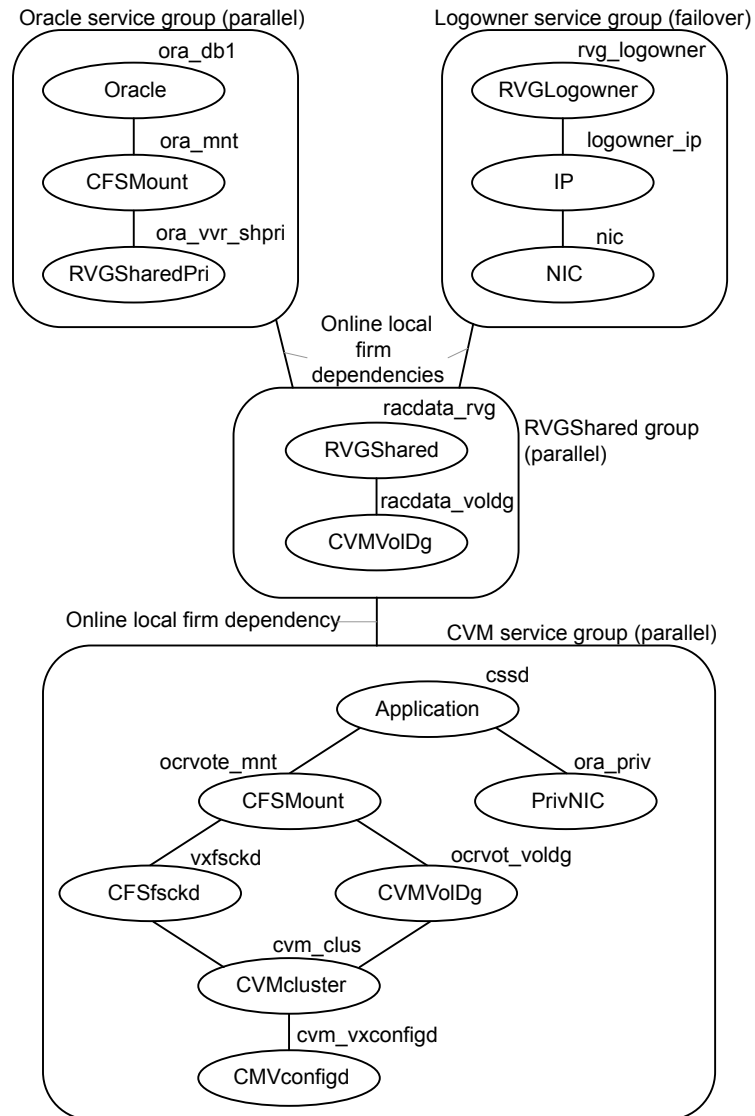 Oracle service group (parallel)
Logowner service group (failover)
ora_db1
Oracle
ora_mnt
CFSMount
ora_vvr_shpri
RVGSharedPri
rvg_logowner
RVGLogowner
logowner_ip
IP
nic
NIC
Online local
firm
dependencies
racdata_rvg
RVGShared
racdata_voldg
CVMVolDg
RVGShared group
(parallel)
Online local firm dependency
CVM service group (parallel)
cssd
Application
ocrvote_mnt
CFSMount
ora_priv
PrivNIC
vxfsckd
CFSfsckd
ocrvot_voldg
CVMVolDg
cvm_clus
CVMcluster
cvm_vxconfigd
CMVconfigd